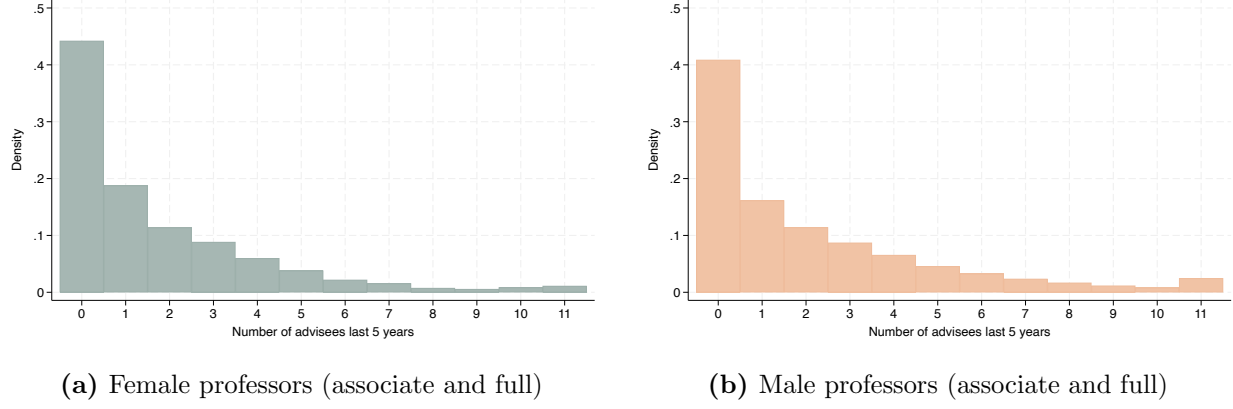 .5
.4
.3
.2
.1
0
Density
0 1 2 3 4 5 6 7 8 9 10 11
Number of advisees last 5 years
(a) Female professors (associate and full)
.5
.4
.3
.2
.1
0
Density
0 1 2 3 4 5 6 7 8 9 10 11
Number of advisees last 5 years
(b) Male professors (associate and full)